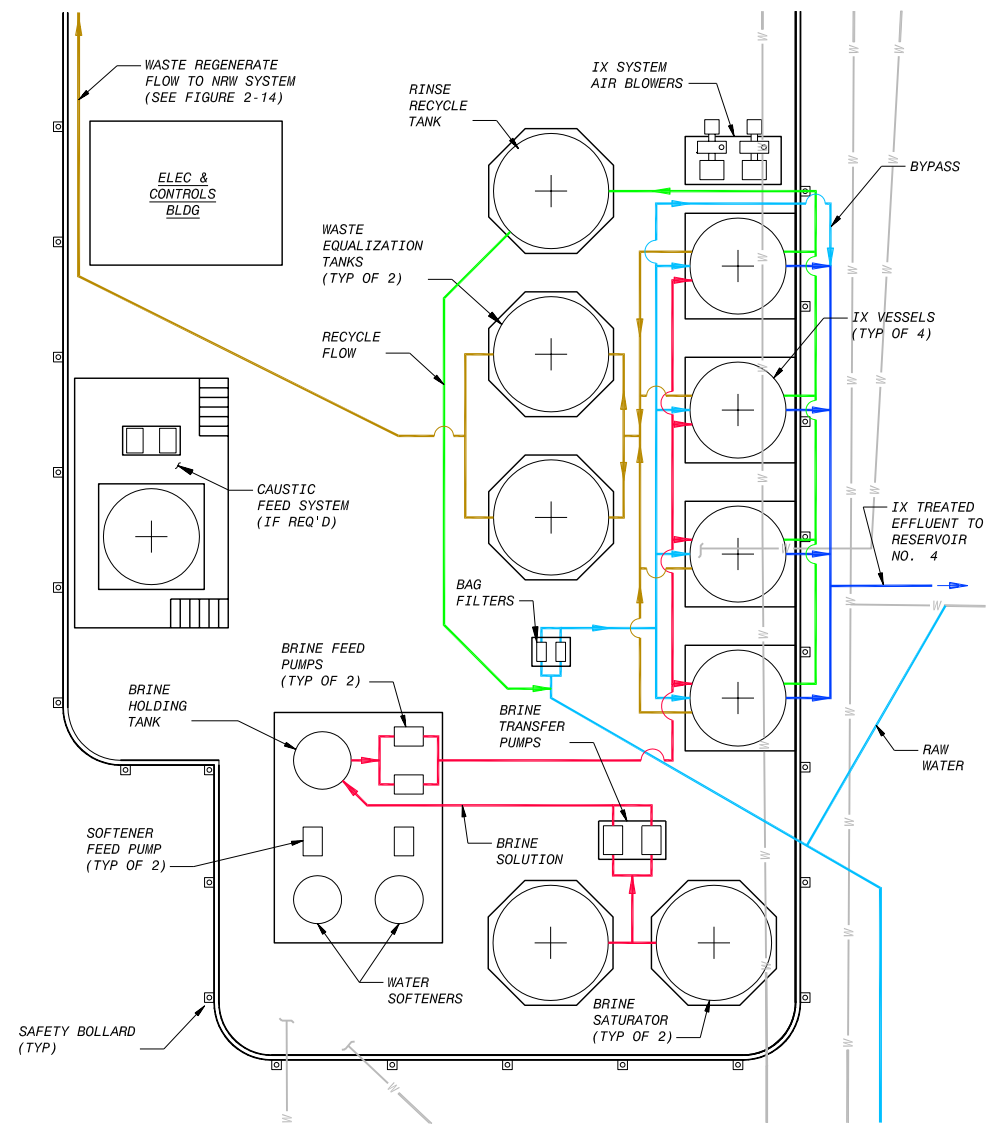 WASTE REGENERATE
FLOW TO NRW SYSTEM
(SEE FIGURE 2-14)
IX SYSTEM
AIR BLOWERS
RINSE
RECYCLE
TANK
W
W
W
W
W
BYPASS
ELEC &
CONTROLS
BLDG
WASTE
EQUALIZATION
TANKS
(TYP OF 2)
W
W
IX VESSELS
(TYP OF 4)
RECYCLE
FLOW
W
W
W
W
CAUSTIC
FEED SYSTEM
(IF REQ'D)
W
W
IX TREATED
EFFLUENT TO
RESERVOIR
NO. 4
W
BAG
FILTERS
W
W
W
BRINE FEED
PUMPS
(TYP OF 2)
BRINE
HOLDING
TANK
BRINE
TRANSFER
PUMPS
W
W
RAW
WATER
SOFTENER
FEED PUMP
(TYP OF 2)
BRINE
SOLUTION
W
W
W
WATER
SOFTENERS
BRINE
SATURATOR
(TYP OF 2)
SAFETY BOLLARD
(TYP)
W
W
W